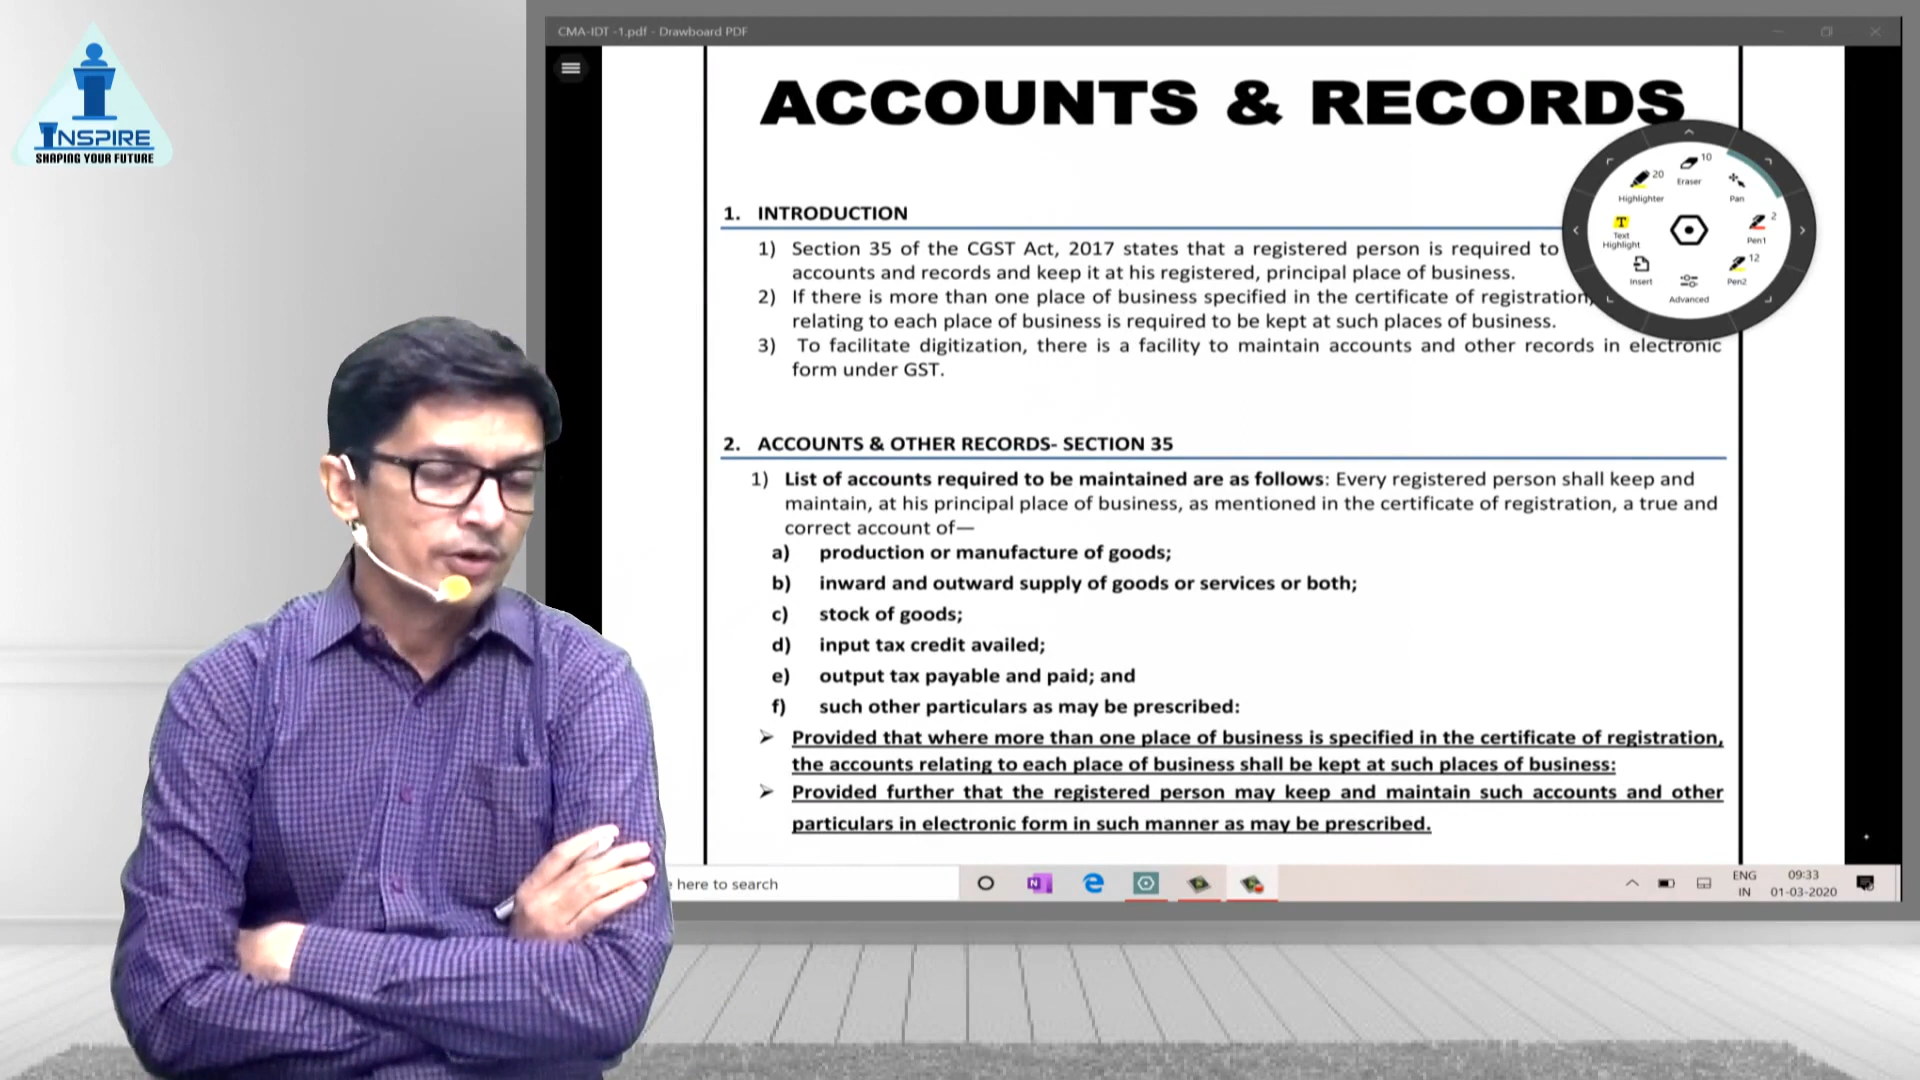 CMA-IDT -1.pdf - Drawboard PDF
INSPIRE
SHAPING YOUR FUTURE
ACCOUNTS & RECORDS
10
Eraser
20
Highlighter
Pan
Text
Highlight
2
Pen1
Insert
12
Pen2
Advanced
1. INTRODUCTION
1) Section 35 of the CGST Act, 2017 states that a registered person is required to
accounts and records and keep it at his registered, principal place of business.
2) If there is more than one place of business specified in the certificate of registration,
relating to each place of business is required to be kept at such places of business.
3) To facilitate digitization, there is a facility to maintain accounts and other records in electronic
form under GST.
2. ACCOUNTS & OTHER RECORDS- SECTION 35
1) List of accounts required to be maintained are as follows: Every registered person shall keep and
maintain, at his principal place of business, as mentioned in the certificate of registration, a true and
correct account of—
a) production or manufacture of goods;
b) inward and outward supply of goods or services or both;
c) stock of goods;
d) input tax credit availed;
e) output tax payable and paid; and
f) such other particulars as may be prescribed:
➢ Provided that where more than one place of business is specified in the certificate of registration,
the accounts relating to each place of business shall be kept at such places of business:
➢ Provided further that the registered person may keep and maintain such accounts and other
particulars in electronic form in such manner as may be prescribed.
here to search
N
ENG
IN
09:33
01-03-2020